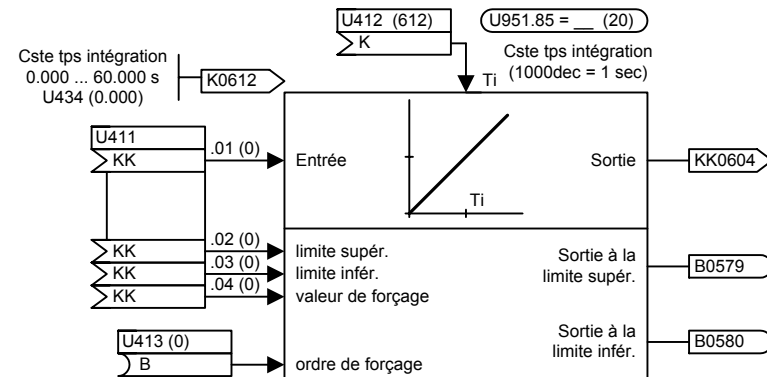 U412 (612)
K
U951.85 = __ (20)
Cste tps intégration
0.000 ... 60.000 s
U434 (0.000)
K0612
Cste tps intégration
(1000dec = 1 sec)
Ti
U411
KK
.01 (0)
Entrée
Ti
Sortie
KK0604
KK
.02 (0)
limite supér.
KK
.03 (0)
limite infér.
KK
.04 (0)
valeur de forçage
Sortie à la
limite supér.
B0579
U413 (0)
B
ordre de forçage
Sortie à la
limite infér.
B0580